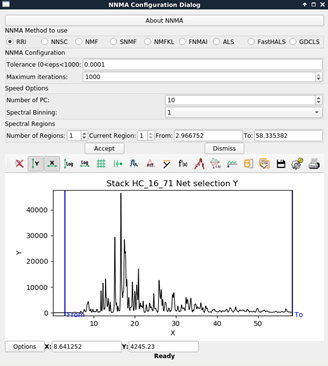 NNMA Configuration Dialog
About NNMA
NNMA Method to use
RRI NNSC NMF SNMF NMFKL FNMAI ALS FastHALS GDCLS
NNMA Configuration
Tolerance (0<eps<1000: 0.0001
Maximum iterations: 1000
Speed Options
Number of PC: 10
Spectral Binning: 1
Spectral Regions
Number of Regions: 1 Current Region: 1 From: 2.966752 To: 58.335382
Accept Dismiss
Stack HC_16_71 Net selection Y
40000
30000
Y
20000
10000
0
From To
10 20 30 40 50
X
Options X: 8.641252 Y: 4245.23
Ready